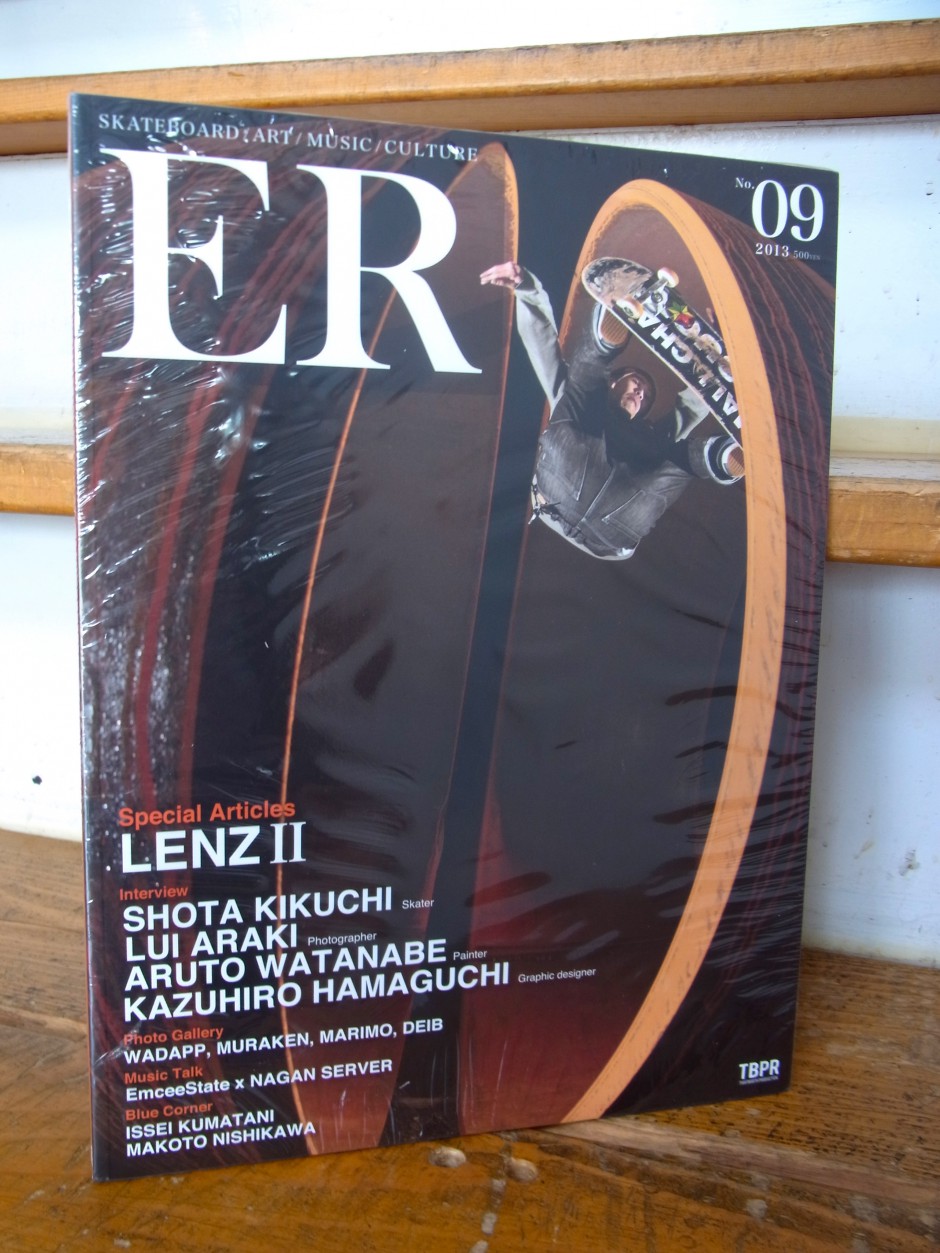 SKATEBOARD / ART / MUSIC / CULTURE
ER
No. 09
2013 500YEN
Special Articles
LENZ II
Interview
SHOTA KIKUCHI Skater
LUI ARAKI Photographer
ARUTO WATANABE Painter
KAZUHIRO HAMAGUCHI Graphic designer
Photo Gallery
WADAPP, MURAKEN, MARIMO, DEIB
Music Talk
EmceeState x NAGAN SERVER
Blue Corner
ISSEI KUMATANI
MAKOTO NISHIKAWA
TBPR